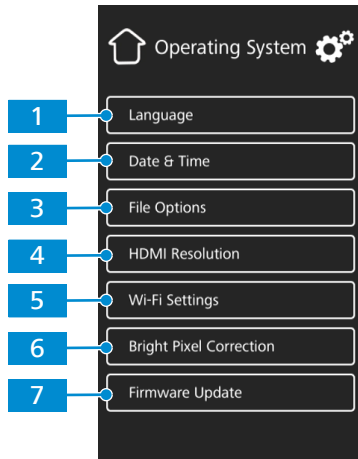 Operating System
1 Language
2 Date & Time
3 File Options
4 HDMI Resolution
5 Wi-Fi Settings
6 Bright Pixel Correction
7 Firmware Update